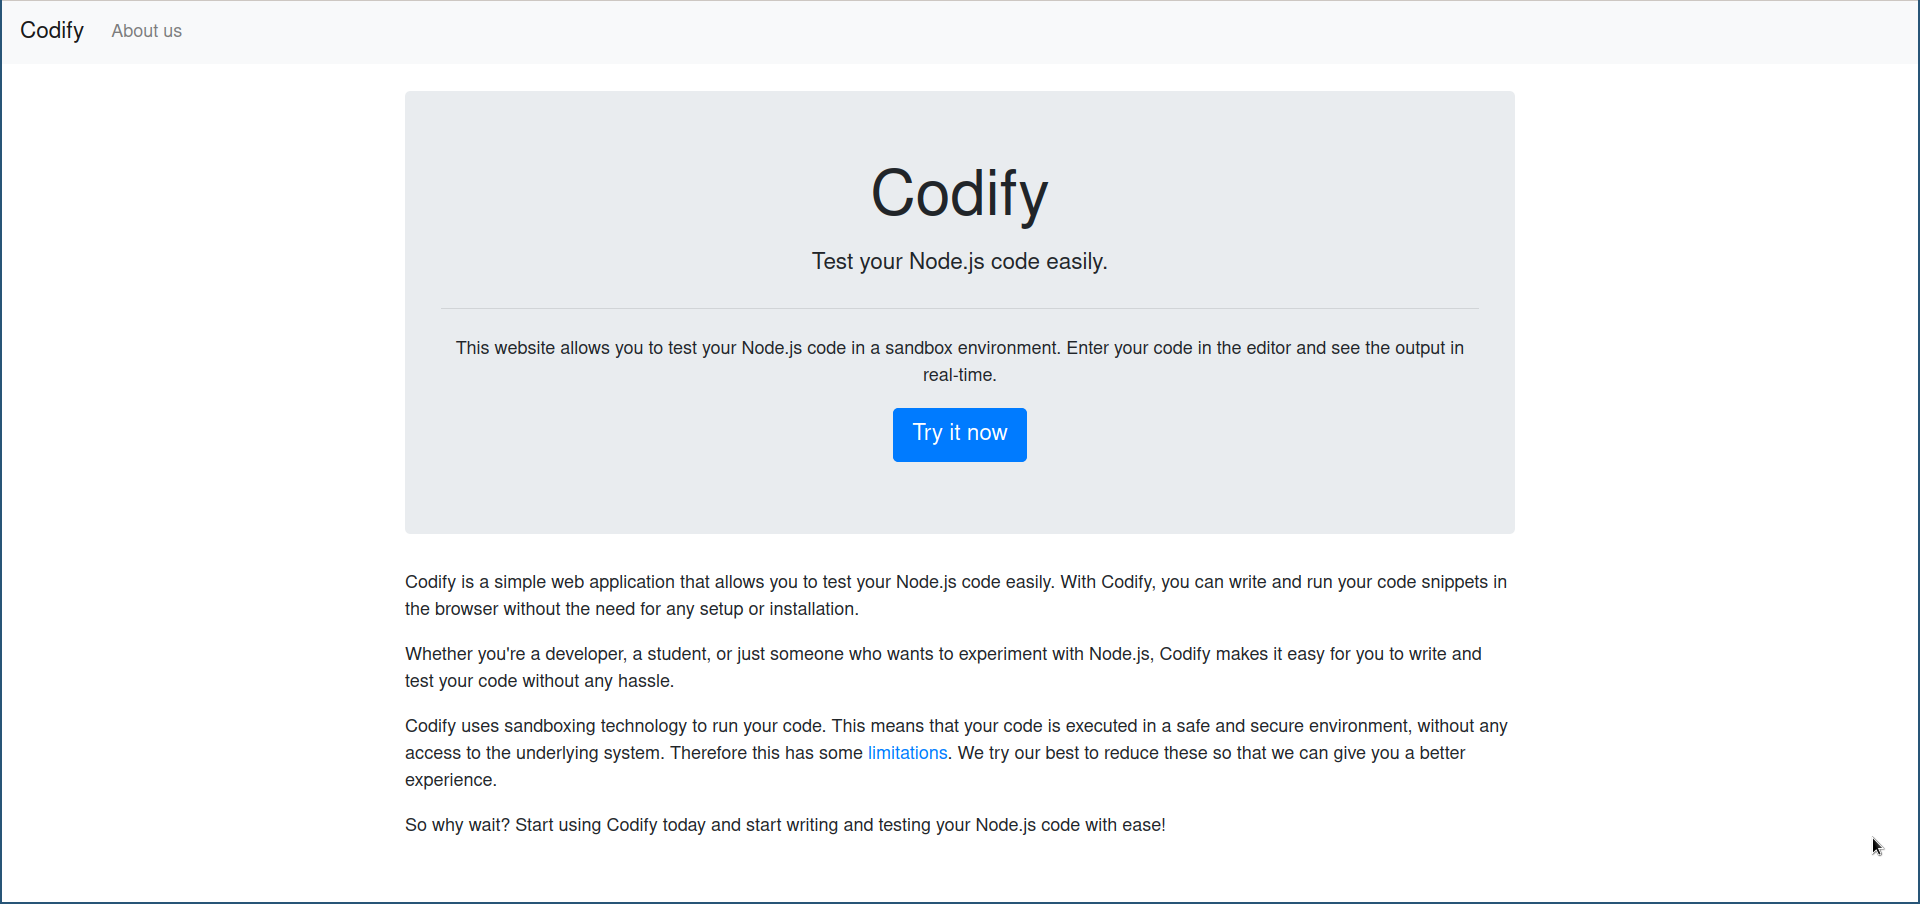 Codify About us
Codify
Test your Node.js code easily.
This website allows you to test your Node.js code in a sandbox environment. Enter your code in the editor and see the output in
real-time.
Try it now
Codify is a simple web application that allows you to test your Node.js code easily. With Codify, you can write and run your code snippets in
the browser without the need for any setup or installation.
Whether you're a developer, a student, or just someone who wants to experiment with Node.js, Codify makes it easy for you to write and
test your code without any hassle.
Codify uses sandboxing technology to run your code. This means that your code is executed in a safe and secure environment, without any
access to the underlying system. Therefore this has some limitations. We try our best to reduce these so that we can give you a better
experience.
So why wait? Start using Codify today and start writing and testing your Node.js code with ease!